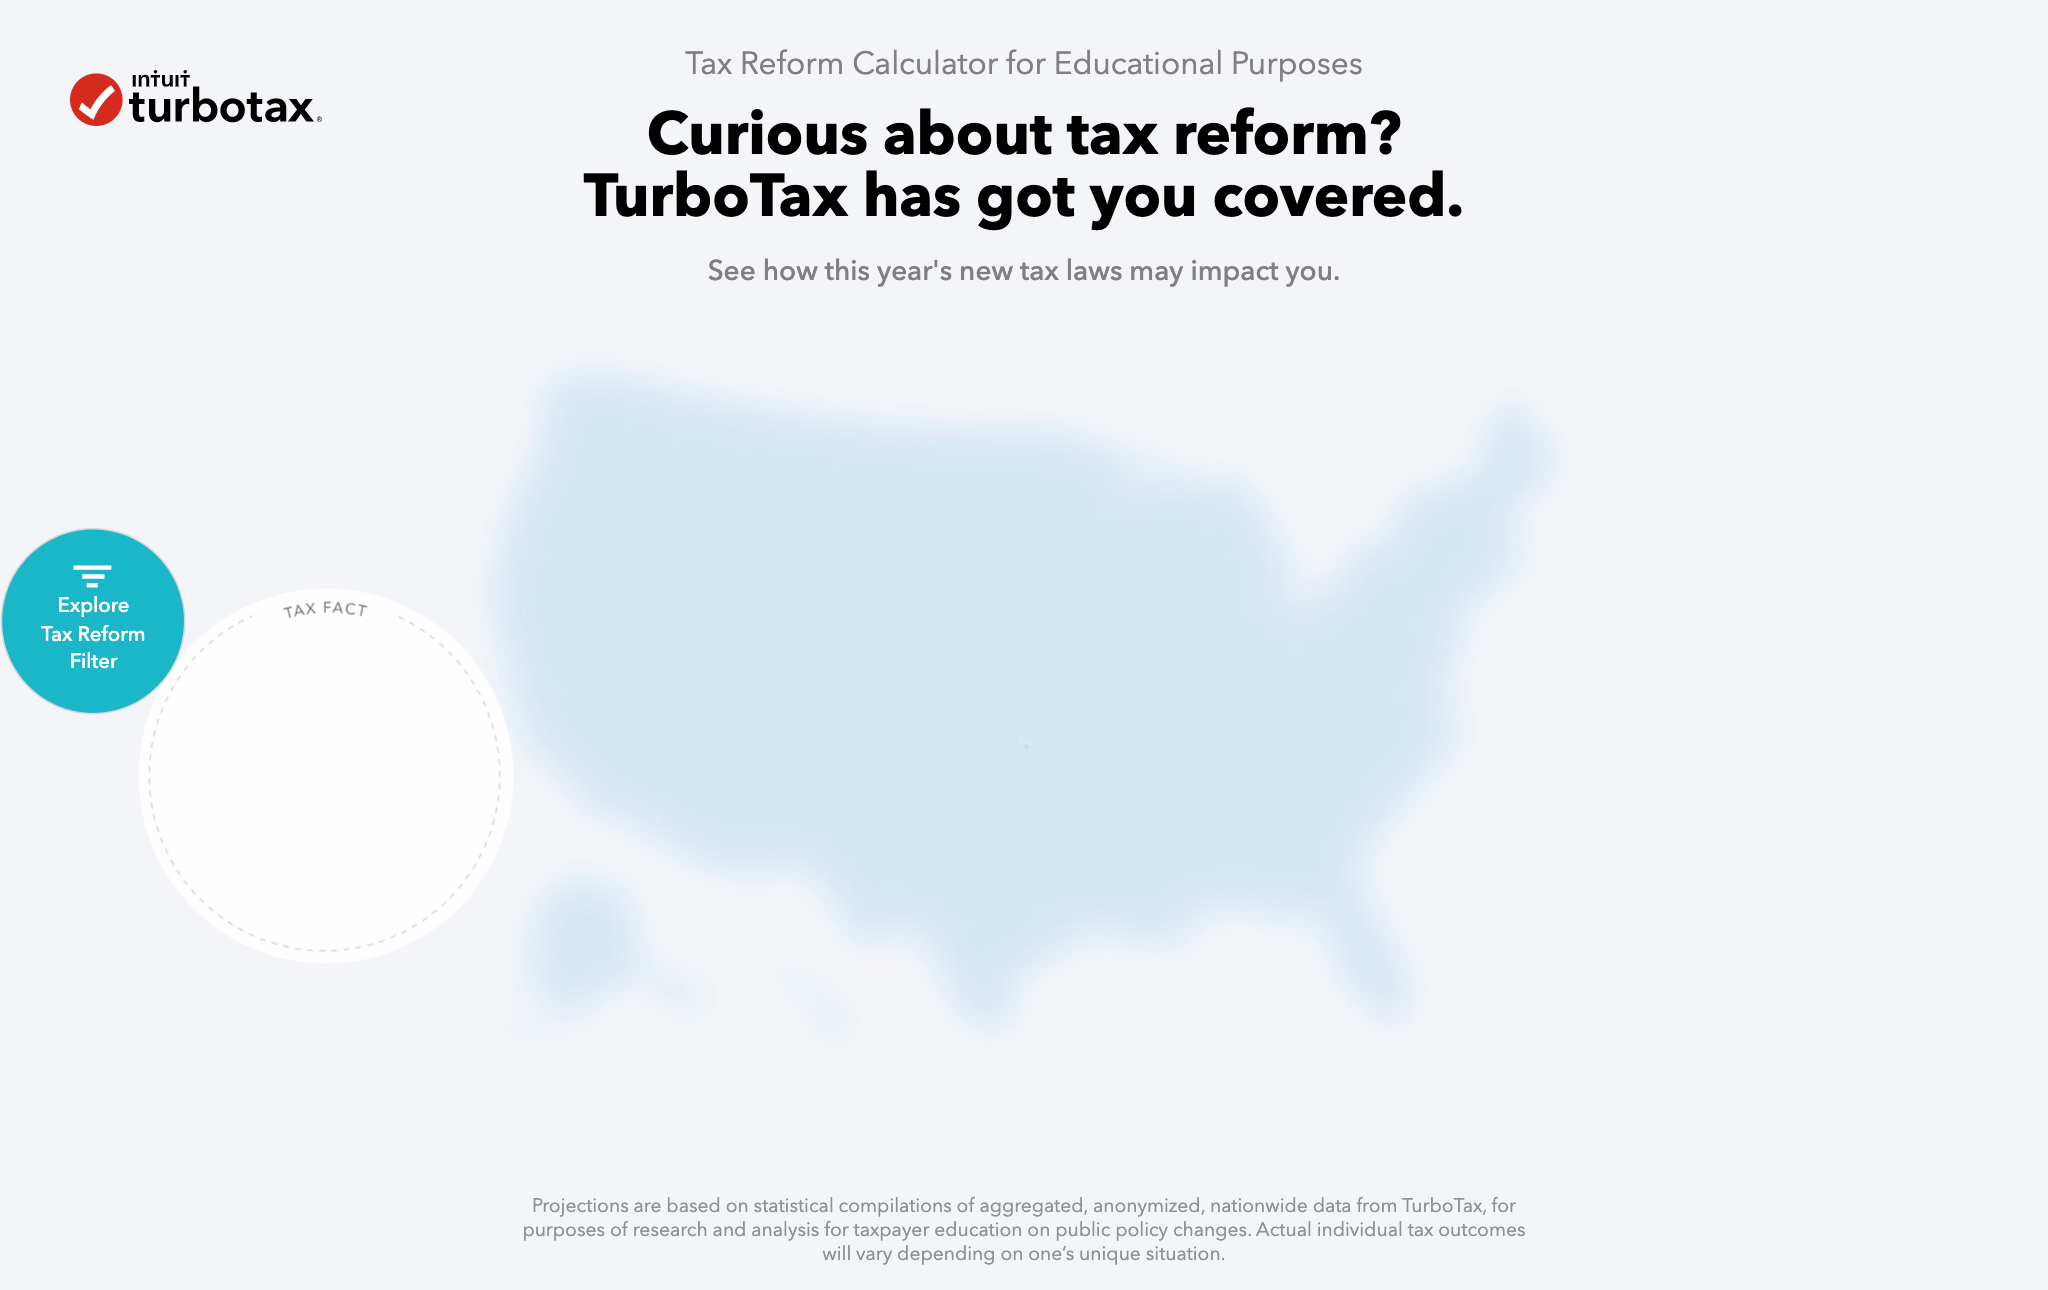 Tax Reform Calculator for Educational Purposes
intuit
turbotax®
Curious about tax reform?
TurboTax has got you covered.
See how this year's new tax laws may impact you.
Explore
Tax Reform
Filter
TAX FACT
Projections are based on statistical compilations of aggregated, anonymized, nationwide data from TurboTax, for
purposes of research and analysis for taxpayer education on public policy changes. Actual individual tax outcomes
will vary depending on one’s unique situation.